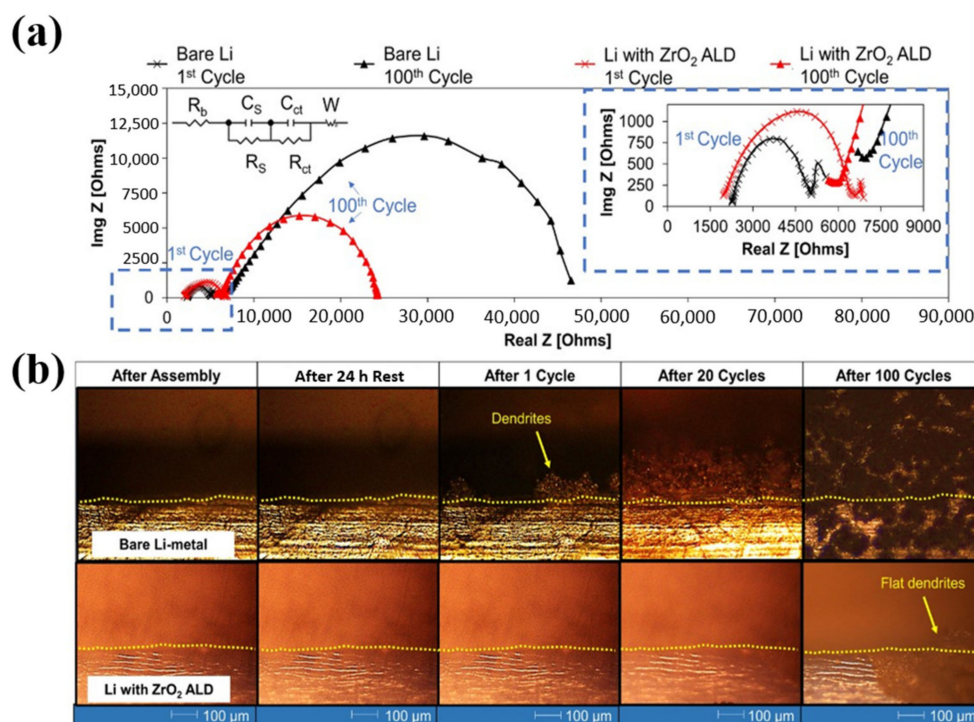 (a)
Bare Li
1st Cycle
Bare Li
100th Cycle
Li with ZrO2 ALD
1st Cycle
Li with ZrO2 ALD
100th Cycle
15,000
12,500
10,000
7500
5000
2500
0
Img Z [Ohms]
Rb
CS
Cct
W
RS
Rct
100th Cycle
1st Cycle
10,000
20,000
30,000
40,000
50,000
60,000
70,000
80,000
90,000
Real Z [Ohms]
1000
750
500
250
0
Img Z [Ohms]
1st Cycle
100th
Cycle
1500
3000
4500
6000
7500
9000
Real Z [Ohms]
(b)
After Assembly
After 24 h Rest
After 1 Cycle
After 20 Cycles
After 100 Cycles
Dendrites
Bare Li-metal
Flat dendrites
Li with ZrO2 ALD
100 µm
100 µm
100 µm
100 µm
100 µm